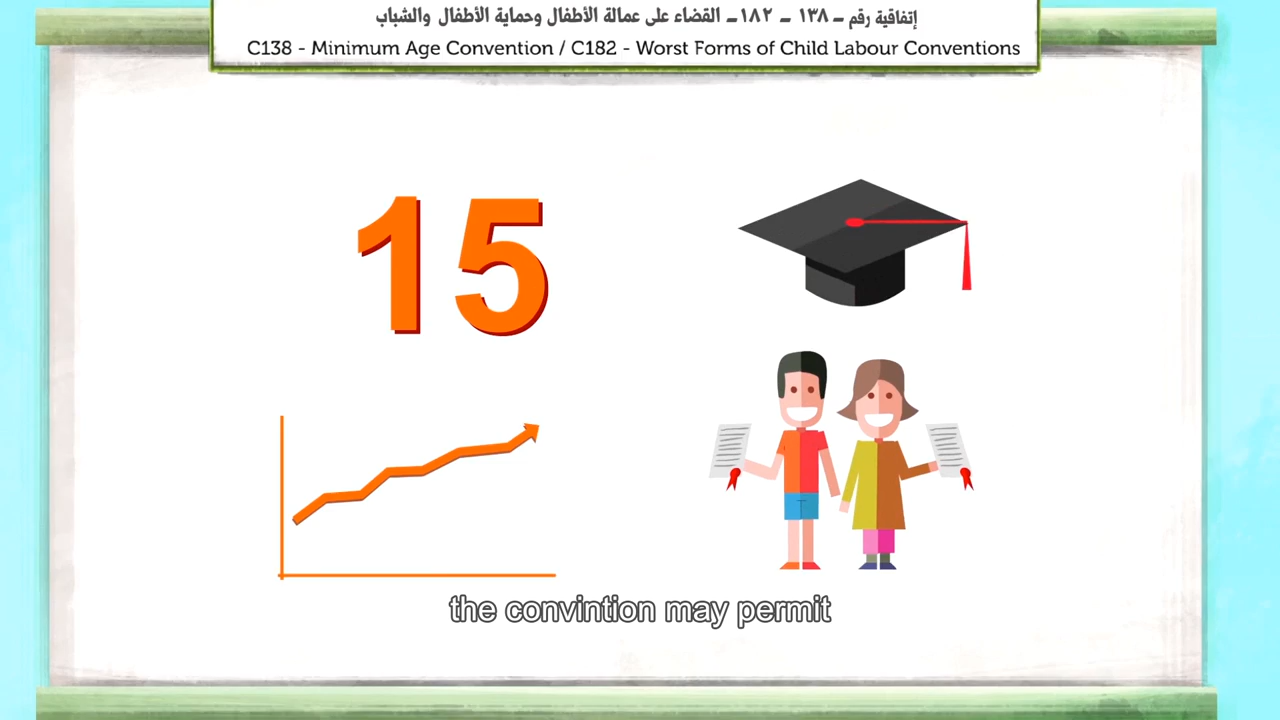 إتفاقية رقم – ١٣٨ – ١٨٢– القضاء على عمالة الأطفال وحماية الأطفال والشباب
C138 - Minimum Age Convention / C182 - Worst Forms of Child Labour Conventions
15
the convintion may permit